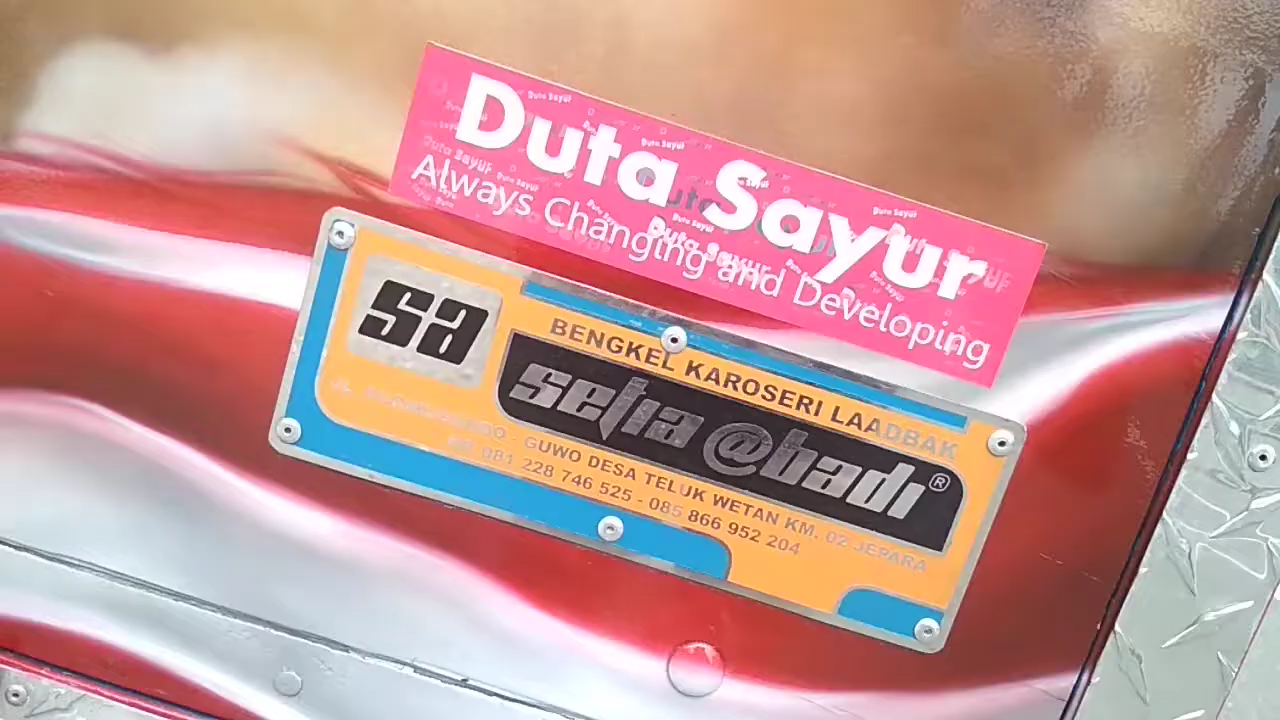 Duta Sayur
Always Changing and Developing
sa
BENGKEL KAROSERI LAADBAK
setia @badi ®
GUWO DESA TELUK WETAN KM. 02 JEPARA
081 228 746 525 - 085 866 952 204